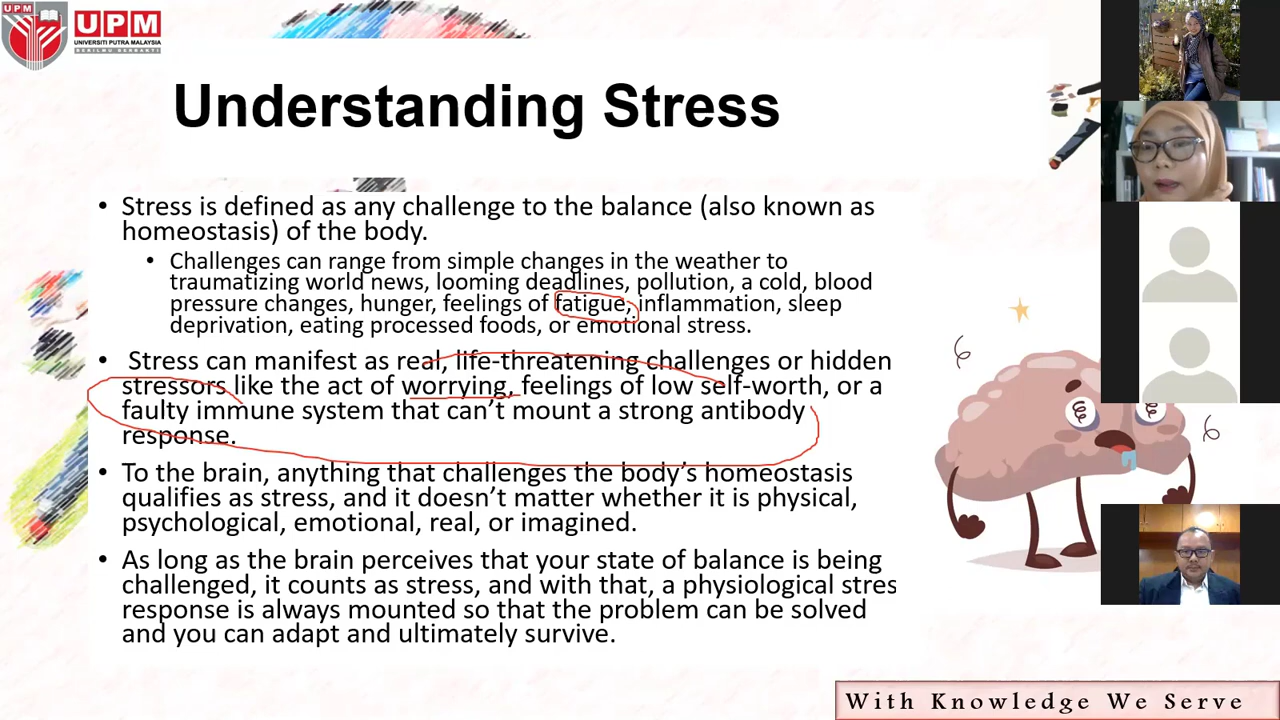 UPM
UPM
UNIVERSITI PUTRA MALAYSIA
BERILMU BERBAKTI
Understanding Stress
• Stress is defined as any challenge to the balance (also known as
homeostasis) of the body.
• Challenges can range from simple changes in the weather to
traumatizing world news, looming deadlines, pollution, a cold, blood
pressure changes, hunger, feelings of fatigue, inflammation, sleep
deprivation, eating processed foods, or emotional stress.
• Stress can manifest as real, life-threatening challenges or hidden
stressors like the act of worrying, feelings of low self-worth, or a
faulty immune system that can’t mount a strong antibody
response.
• To the brain, anything that challenges the body’s homeostasis
qualifies as stress, and it doesn’t matter whether it is physical,
psychological, emotional, real, or imagined.
• As long as the brain perceives that your state of balance is being
challenged, it counts as stress, and with that, a physiological stres
response is always mounted so that the problem can be solved
and you can adapt and ultimately survive.
With Knowledge We Serve